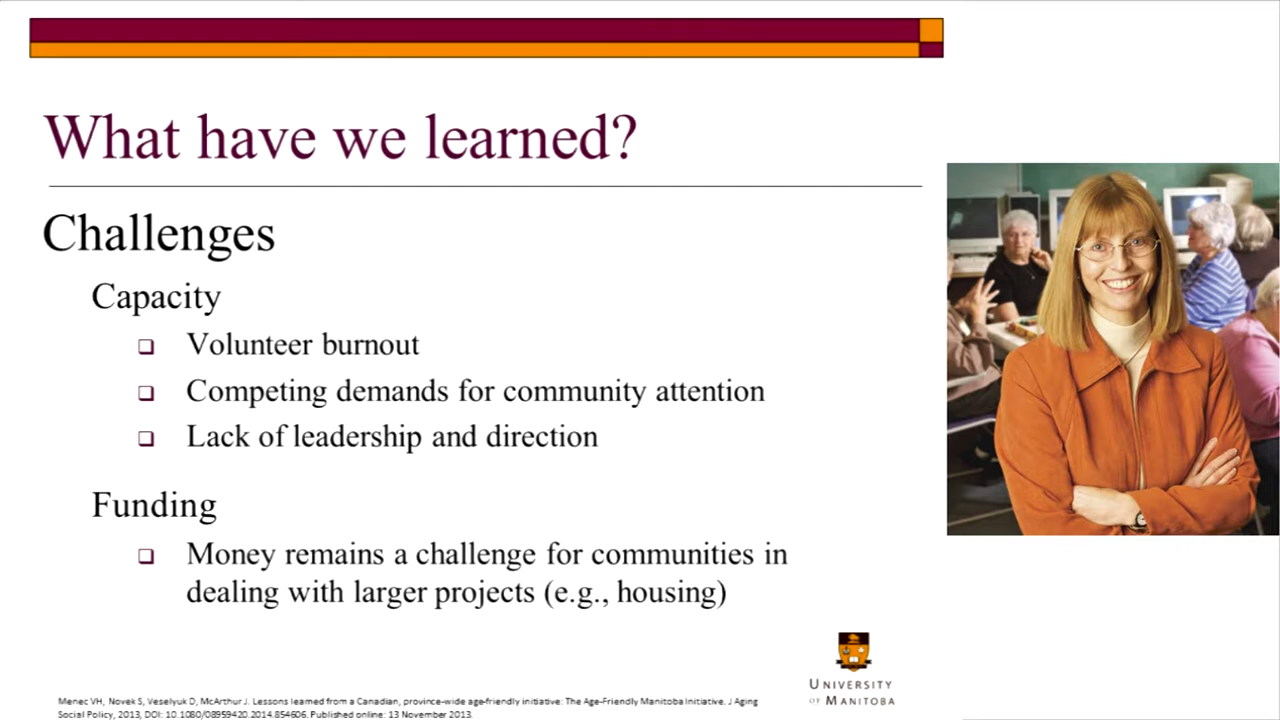 What have we learned?
Challenges
Capacity
Volunteer burnout
Competing demands for community attention
Lack of leadership and direction
Funding
Money remains a challenge for communities in
dealing with larger projects (e.g., housing)
UNIVERSITY
OF MANITOBA
Menec VH, Novek S, Veselyuk D, McArthur J. Lessons learned from a Canadian, province-wide age-friendly initiative: The Age-Friendly Manitoba Initiative. J Aging
Social Policy, 2013, DOI: 10.1080/08959420.2014.854606. Published online: 13 November 2013.